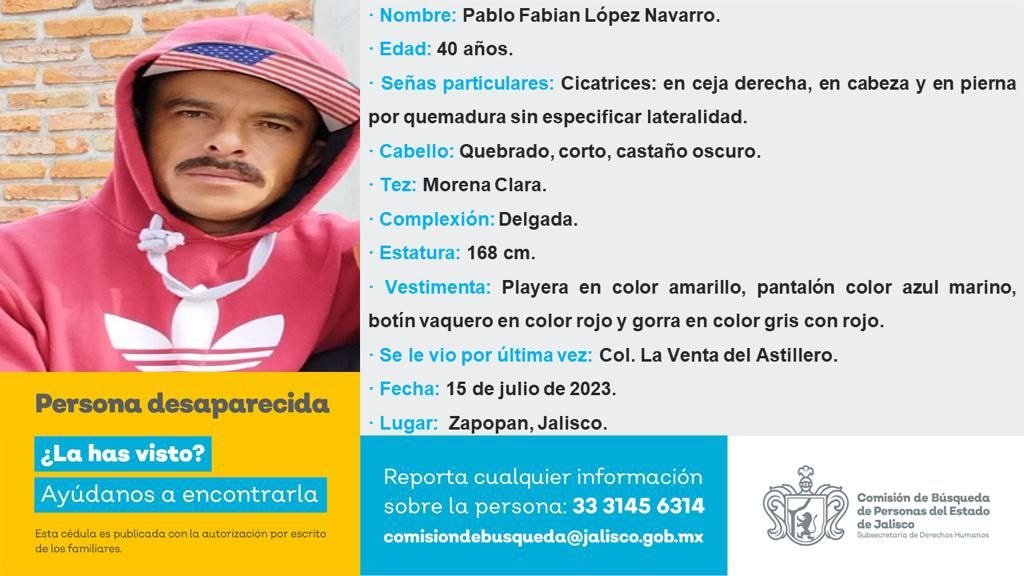 · Nombre: Pablo Fabian López Navarro.
· Edad: 40 años.
· Señas particulares: Cicatrices: en ceja derecha, en cabeza y en pierna
por quemadura sin especificar lateralidad.
· Cabello: Quebrado, corto, castaño oscuro.
· Tez: Morena Clara.
· Complexión: Delgada.
· Estatura: 168 cm.
· Vestimenta: Playera en color amarillo, pantalón color azul marino,
botín vaquero en color rojo y gorra en color gris con rojo.
· Se le vio por última vez: Col. La Venta del Astillero.
· Fecha: 15 de julio de 2023.
· Lugar: Zapopan, Jalisco.
Persona desaparecida
¿La has visto?
Ayúdanos a encontrarla
Esta cédula es publicada con la autorización por escrito
de los familiares.
Reporta cualquier información
sobre la persona: 33 3145 6314
comisiondebusqueda@jalisco.gob.mx
Comisión de Búsqueda
de Personas del Estado
de Jalisco
Subsecretaría de Derechos Humanos